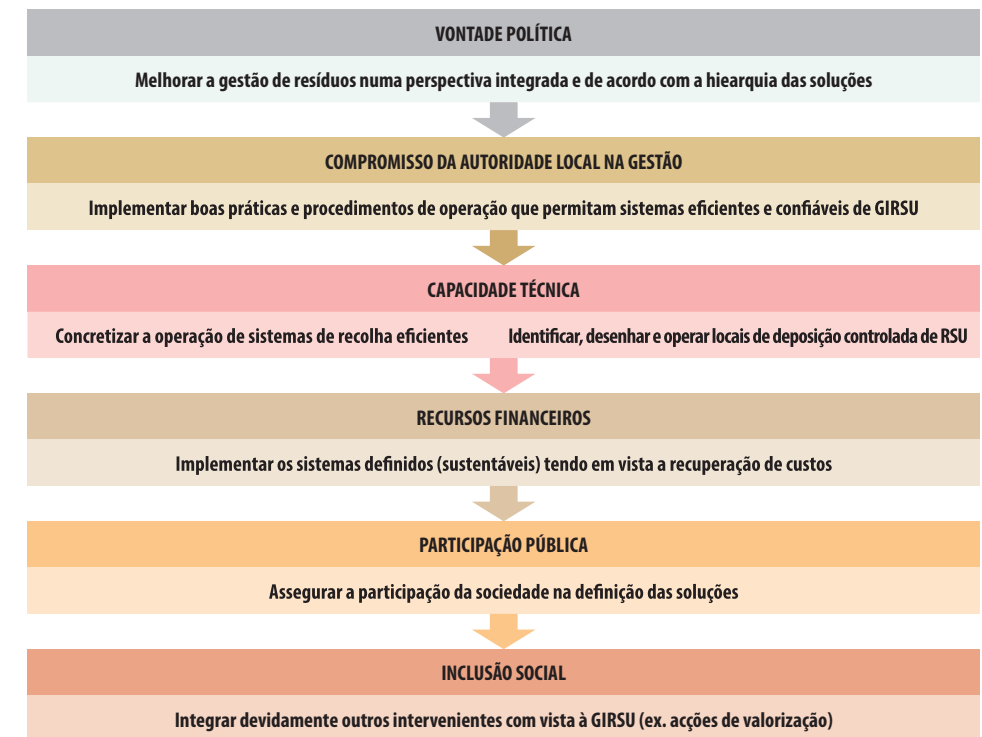 VONTADE POLÍTICA
Melhorar a gestão de resíduos numa perspectiva integrada e de acordo com a hiearquia das soluções
COMPROMISSO DA AUTORIDADE LOCAL NA GESTÃO
Implementar boas práticas e procedimentos de operação que permitam sistemas eficientes e confiáveis de GIRSU
CAPACIDADE TÉCNICA
Concretizar a operação de sistemas de recolha eficientes
Identificar, desenhar e operar locais de deposição controlada de RSU
RECURSOS FINANCEIROS
Implementar os sistemas definidos (sustentáveis) tendo em vista a recuperação de custos
PARTICIPAÇÃO PÚBLICA
Assegurar a participação da sociedade na definição das soluções
INCLUSÃO SOCIAL
Integrar devidamente outros intervenientes com vista à GIRSU (ex. acções de valorização)